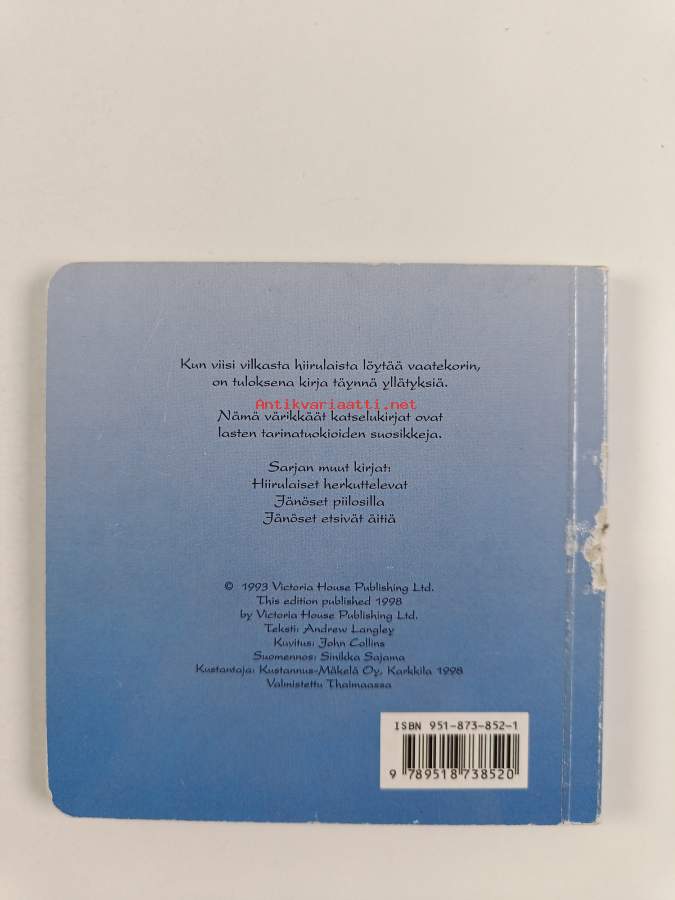 Kun viisi vilkasta hiirulaista löytää vaatekorin,
on tuloksena kirja täynnä yllätyksiä.
Antikvariaatti.net
Nämä värikkäät katselukirjat ovat
lasten tarinatuokioiden suosikkeja.
Sarjan muut kirjat:
Hiirulaiset herkuttelevat
Jänöset piilosilla
Jänöset etsivät äitiä
© 1993 Victoria House Publishing Ltd.
This edition published 1998
by Victoria House Publishing Ltd.
Teksti: Andrew Langley
Kuvitus: John Collins
Suomennos: Sinikka Sajama
Kustantaja: Kustannus-Mäkelä Oy, Karkkila 1998
Valmistettu Thaimaassa
ISBN 951-873-852-1
9 789518 738520